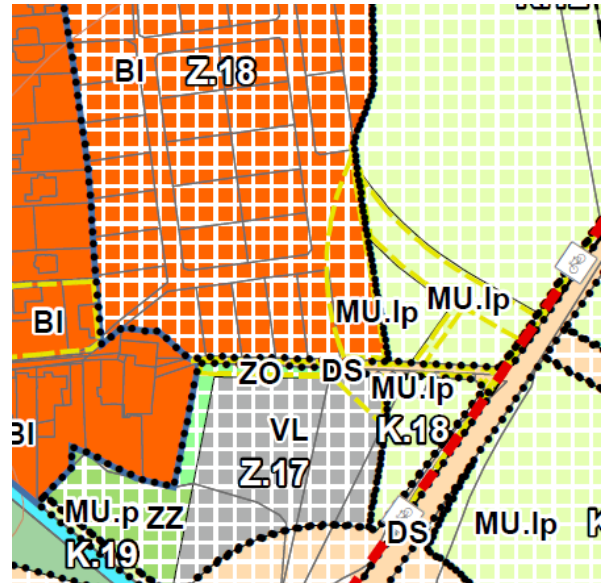 BI
Z.18
BI
MU.lp
MU.lp
ZO
DS
MU.lp
K.18
BI
VL
Z.17
MU.p
ZZ
K.19
DS
MU.lp